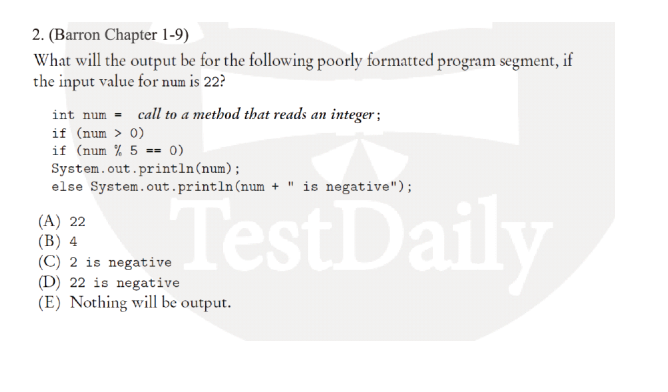 2. (Barron Chapter 1-9)
What will the output be for the following poorly formatted program segment, if
the input value for num is 22?
int num = call to a method that reads an integer;
if (num > 0)
if (num % 5 == 0)
System.out.println(num);
else System.out.println(num + " is negative");
(A) 22
(B) 4
(C) 2 is negative
(D) 22 is negative
(E) Nothing will be output.
TestDaily